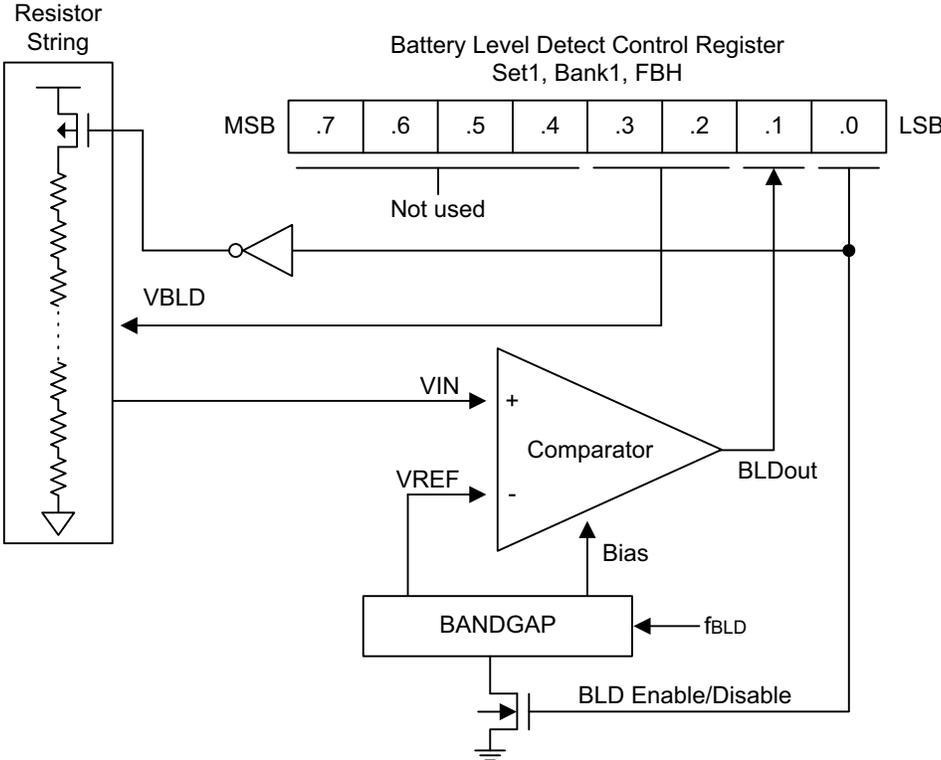 Resistor
String
Battery Level Detect Control Register
Set1, Bank1, FBH
MSB .7 .6 .5 .4 .3 .2 .1 .0 LSB
Not used
VBLD
VIN
+
Comparator
BLDout
VREF
-
Bias
BANDGAP
fBLD
BLD Enable/Disable